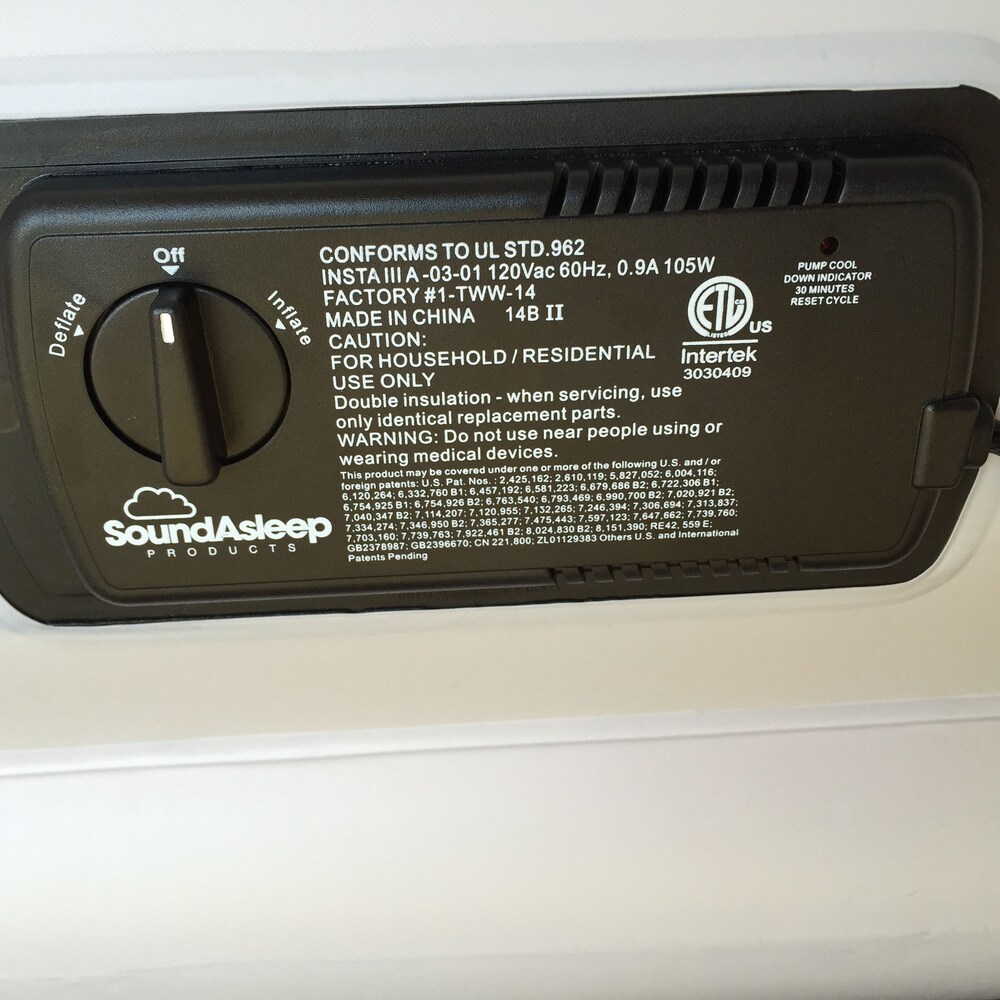 Off
Deflate
Inflate
CONFORMS TO UL STD.962
INSTA III A -03-01 120Vac 60Hz, 0.9A 105W
FACTORY #1-TWW-14
MADE IN CHINA 14B II
CAUTION:
FOR HOUSEHOLD / RESIDENTIAL
USE ONLY
Double insulation - when servicing, use
only identical replacement parts.
WARNING: Do not use near people using or
wearing medical devices.
This product may be covered under one or more of the following U.S. and / or
foreign patents: U.S. Pat. Nos. : 2,425,162; 2,610,119; 5,827,052; 6,004,116;
6,120,264; 6,332,760 B1; 6,457,192; 6,581,223; 6,679,686 B2; 6,722,306 B1;
6,754,925 B1; 6,754,926 B2; 6,763,540; 6,793,469; 6,990,700 B2; 7,020,921 B2;
7,040,347 B2; 7,114,207; 7,120,955; 7,132,265; 7,246,394; 7,306,694; 7,313,837;
7,334,274; 7,346,950 B2; 7,365,277; 7,475,443; 7,597,123; 7,647,662; 7,739,760;
7,703,160; 7,739,763; 7,922,461 B2; 8,024,830 B2; 8,151,390; RE42, 559 E;
GB2378987; GB2396670; CN 221,800; ZL01129383 Others U.S. and International
Patents Pending
ETL
LISTED
US
Intertek
3030409
PUMP COOL
DOWN INDICATOR
30 MINUTES
RESET CYCLE
SoundAsleep
PRODUCTS